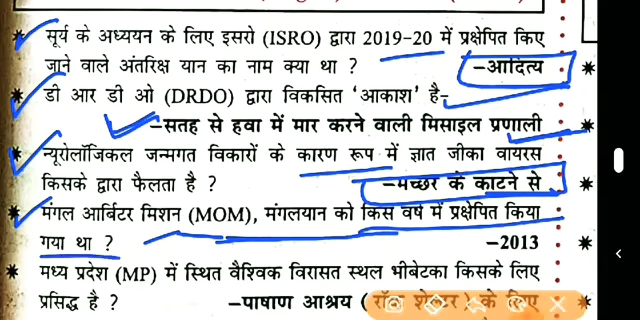 * सूर्य के अध्ययन के लिए इसरो (ISRO) द्वारा 2019-20 में प्रक्षेपित किए
जाने वाले अंतरिक्ष यान का नाम क्या था ? –आदित्य
* डी आर डी ओ (DRDO) द्वारा विकसित 'आकाश' है–
–सतह से हवा में मार करने वाली मिसाइल प्रणाली
* न्यूरोलॉजिकल जन्मगत विकारों के कारण रूप में ज्ञात जीका वायरस
किसके द्वारा फैलता है ? –मच्छर के काटने से
* मंगल आर्बिटर मिशन (MOM), मंगलयान को किस वर्ष में प्रक्षेपित किया
गया था ? –2013
* मध्य प्रदेश (MP) में स्थित वैश्विक विरासत स्थल भीबेटका किसके लिए
प्रसिद्ध है ? –पाषाण आश्रय (रॉक शेल्टर) के लिए